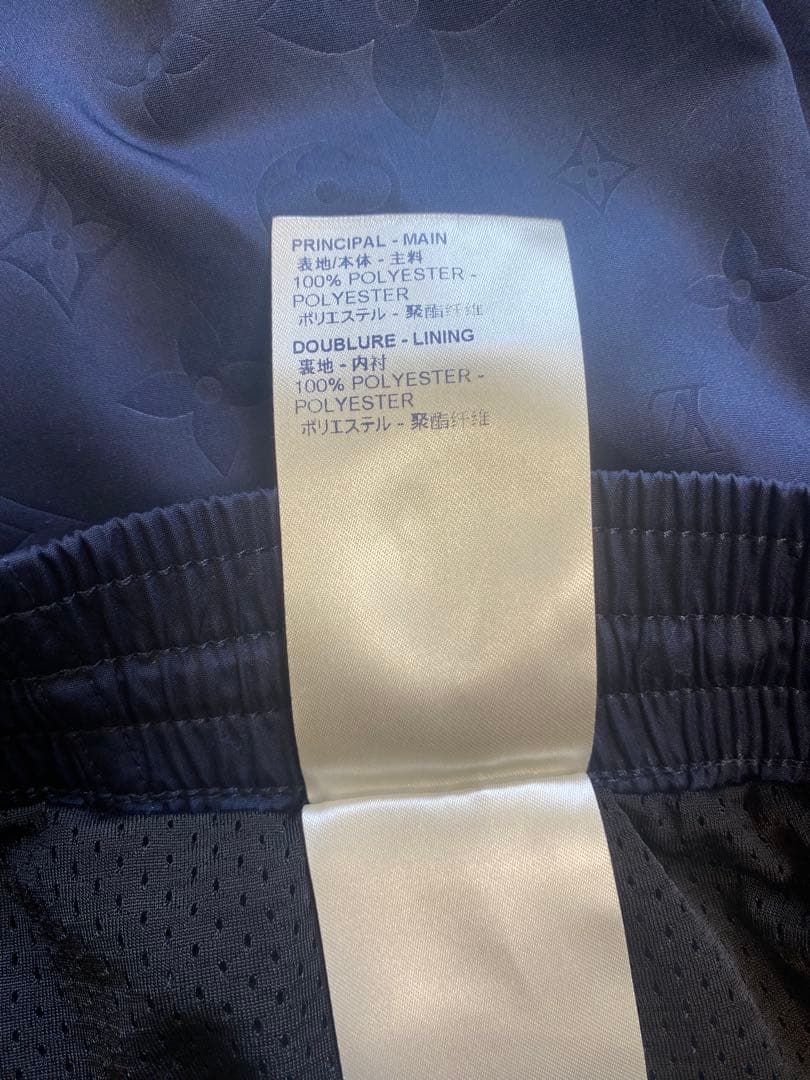 PRINCIPAL - MAIN
表地/本体 - 主料
100% POLYESTER -
POLYESTER
ポリエステル - 聚酯纤维
DOUBLURE - LINING
裏地 - 内衬
100% POLYESTER -
POLYESTER
ポリエステル - 聚酯纤维